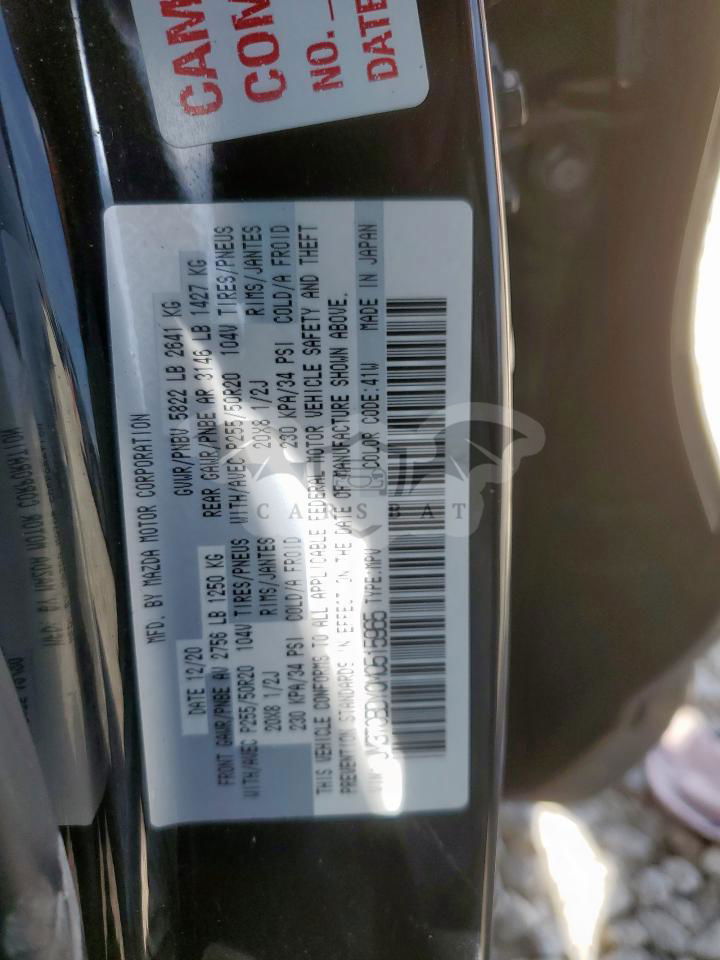 CAM
COM
NO.
DATE
MFD. BY MAZDA MOTOR CORPORATION
DATE 12/20 GVWR/PNBV 5822 LB 2641 KG
FRONT GAWR/PNBE AV 2756 LB 1250 KG REAR GAWR/PNBE AR 3146 LB 1427 KG
WITH/AVEC P255/50R20 104V TIRES/PNEUS WITH/AVEC P255/50R20 104V TIRES/PNEUS
20X8 1/2J RIMS/JANTES 20X8 1/2J RIMS/JANTES
230 KPA/34 PSI COLD/A FROID 230 KPA/34 PSI COLD/A FROID
THIS VEHICLE CONFORMS TO ALL APPLICABLE FEDERAL MOTOR VEHICLE SAFETY AND THEFT
PREVENTION STANDARDS IN EFFECT ON THE DATE OF MANUFACTURE SHOWN ABOVE.
TYPE:MPV COLOR CODE:41W MADE IN JAPAN
CARSBAT